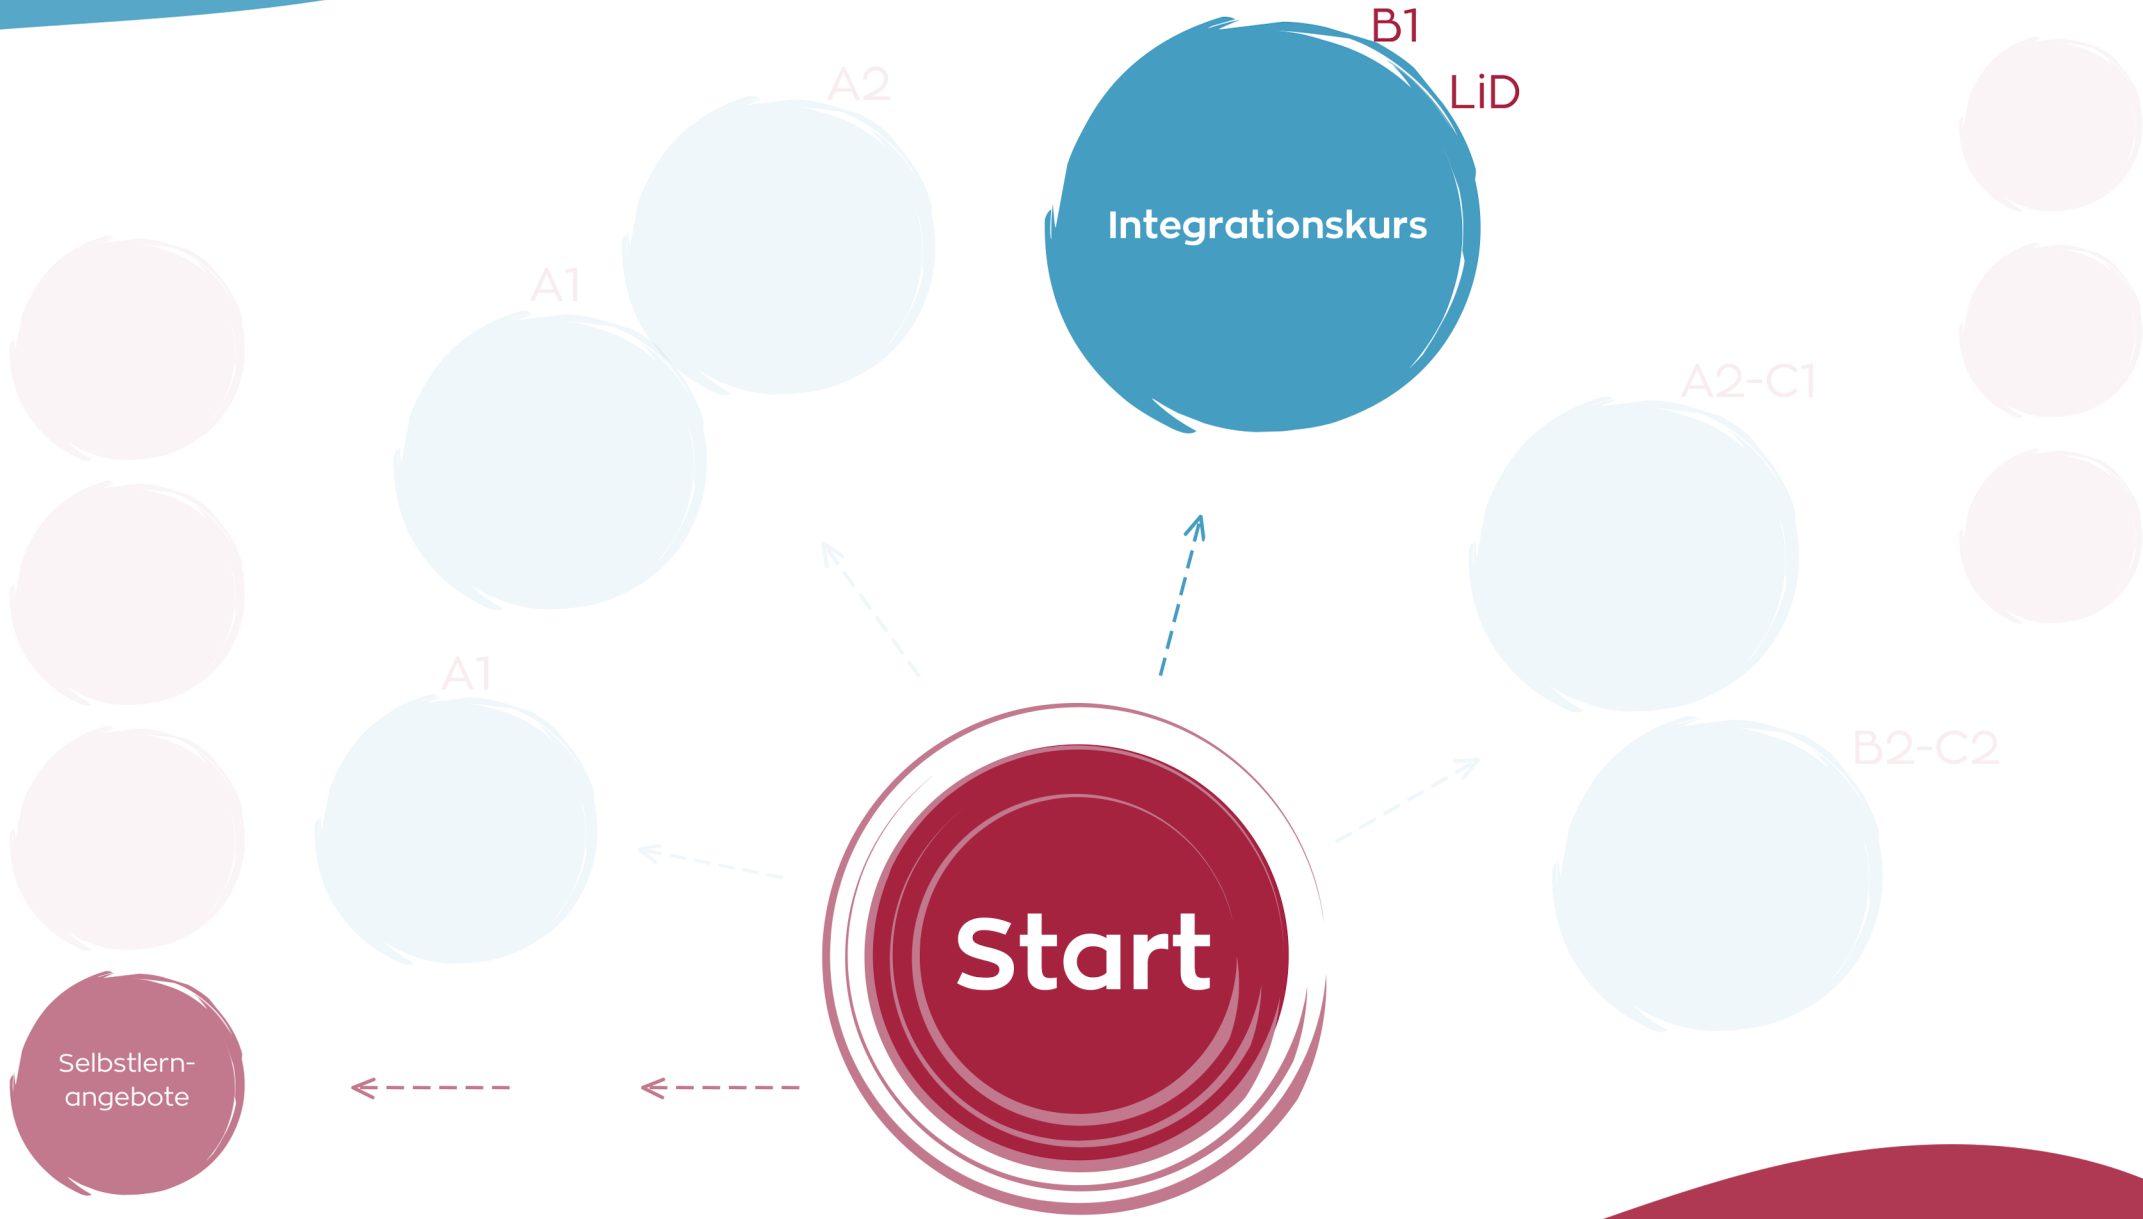 B1
LiD
A2
Integrationskurs
A1
A2-C1
A1
B2-C2
Start
Selbstlern-
angebote